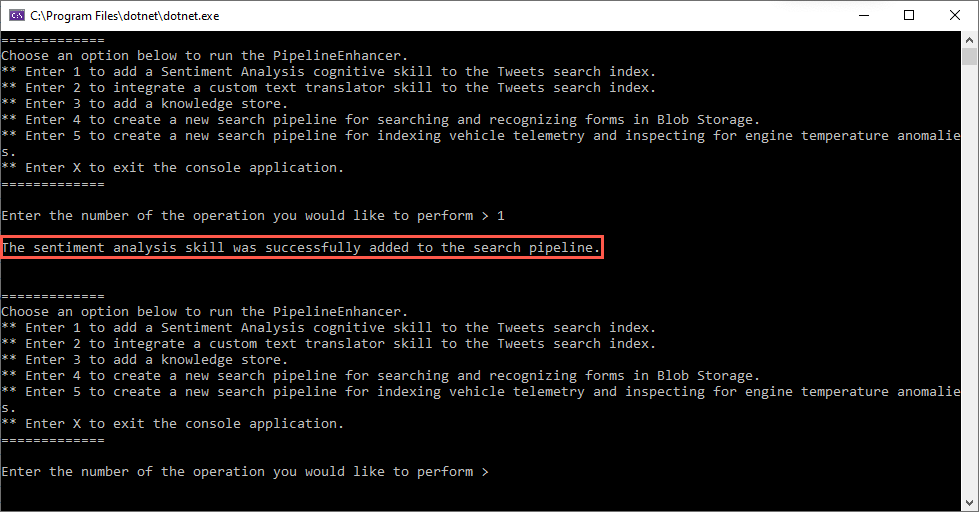 C:\Program Files\dotnet\dotnet.exe
=============
Choose an option below to run the PipelineEnhancer.
** Enter 1 to add a Sentiment Analysis cognitive skill to the Tweets search index.
** Enter 2 to integrate a custom text translator skill to the Tweets search index.
** Enter 3 to add a knowledge store.
** Enter 4 to create a new search pipeline for searching and recognizing forms in Blob Storage.
** Enter 5 to create a new search pipeline for indexing vehicle telemetry and inspecting for engine temperature anomalie
s.
** Enter X to exit the console application.
=============
Enter the number of the operation you would like to perform > 1
The sentiment analysis skill was successfully added to the search pipeline.
=============
Choose an option below to run the PipelineEnhancer.
** Enter 1 to add a Sentiment Analysis cognitive skill to the Tweets search index.
** Enter 2 to integrate a custom text translator skill to the Tweets search index.
** Enter 3 to add a knowledge store.
** Enter 4 to create a new search pipeline for searching and recognizing forms in Blob Storage.
** Enter 5 to create a new search pipeline for indexing vehicle telemetry and inspecting for engine temperature anomalie
s.
** Enter X to exit the console application.
=============
Enter the number of the operation you would like to perform >